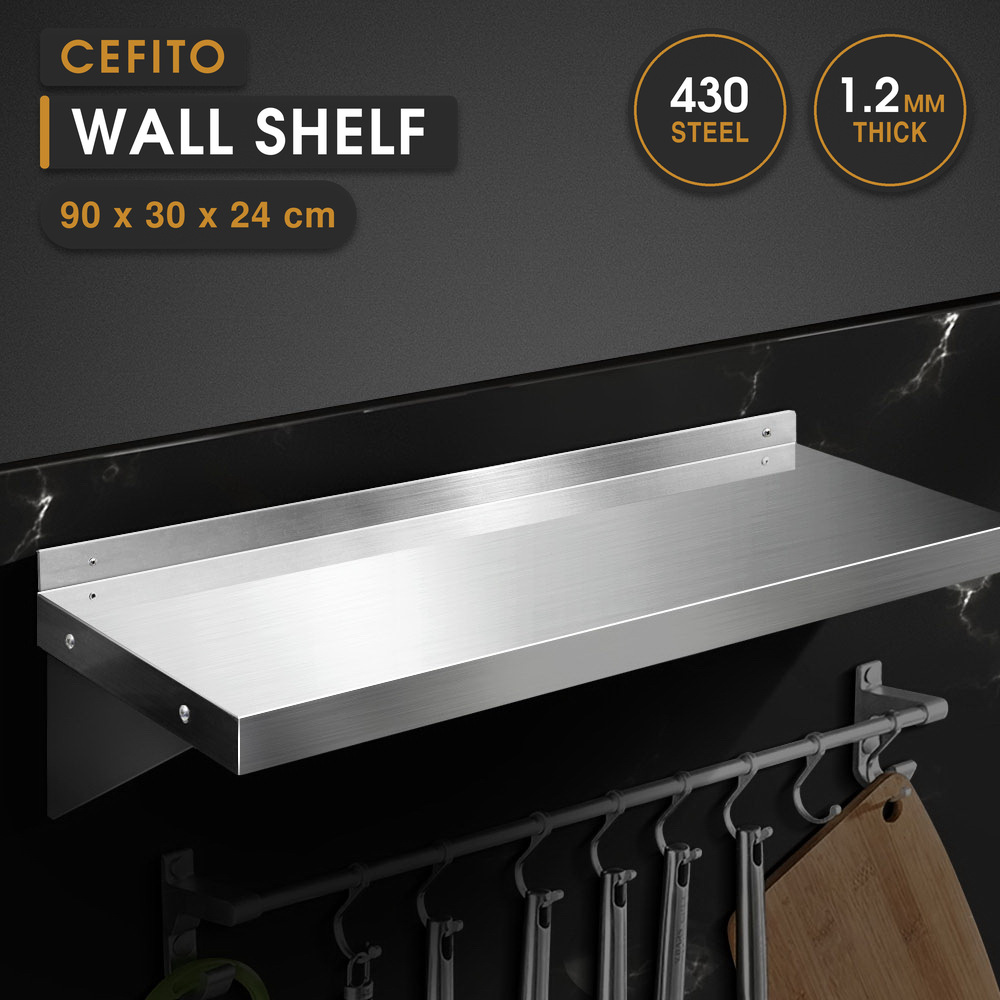 CEFITO
WALL SHELF
90 x 30 x 24 cm
430
STEEL
1.2MM
THICK